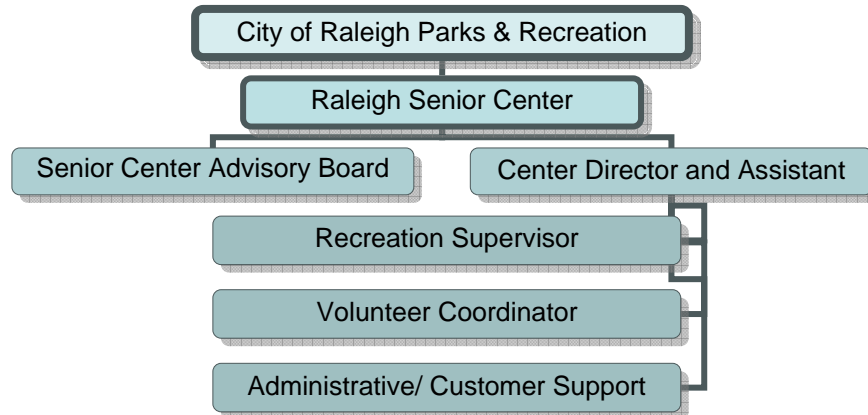 City of Raleigh Parks & Recreation
Raleigh Senior Center
Senior Center Advisory Board
Center Director and Assistant
Recreation Supervisor
Volunteer Coordinator
Administrative/ Customer Support